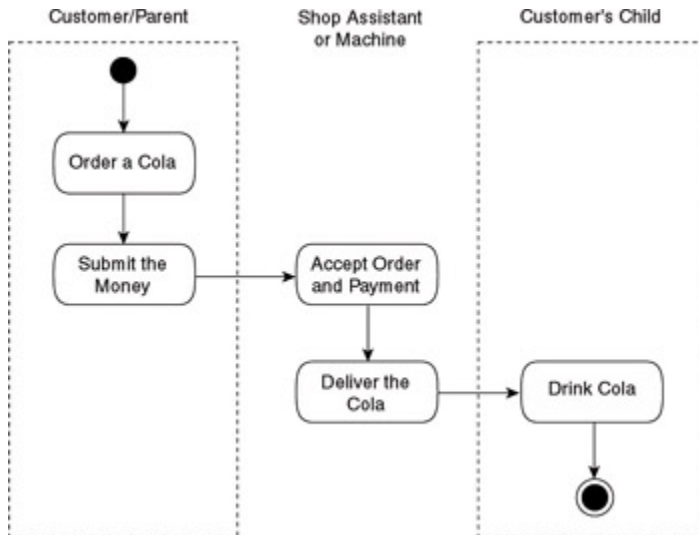 Customer/Parent
Shop Assistant
or Machine
Customer's Child
Order a Cola
Submit the
Money
Accept Order
and Payment
Deliver the
Cola
Drink Cola